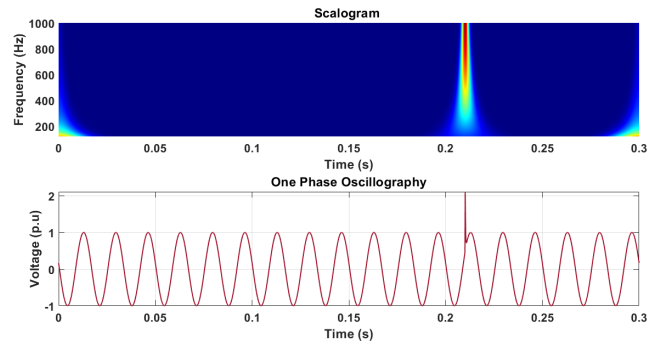 Scalogram
1000
800
600
400
200
Frequency (Hz)
0 0.05 0.1 0.15 0.2 0.25 0.3
Time (s)
One Phase Oscillography
2
1
0
-1
Voltage (p.u)
0 0.05 0.1 0.15 0.2 0.25 0.3
Time (s)